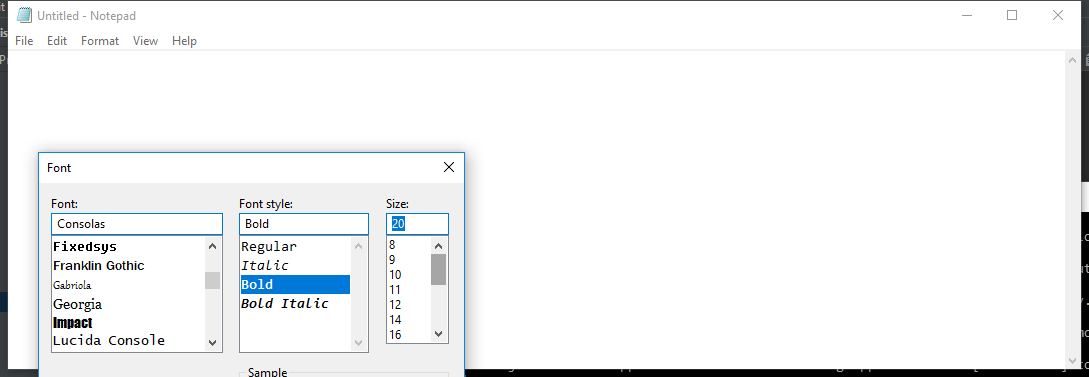 Untitled - Notepad
File Edit Format View Help
Font
Font: Font style: Size:
Consolas Bold 20
Fixedsys Regular 8
Franklin Gothic Italic 9
Gabriola Bold 10
Georgia Bold Italic 11
Impact 12
Lucida Console 14
16
Sample